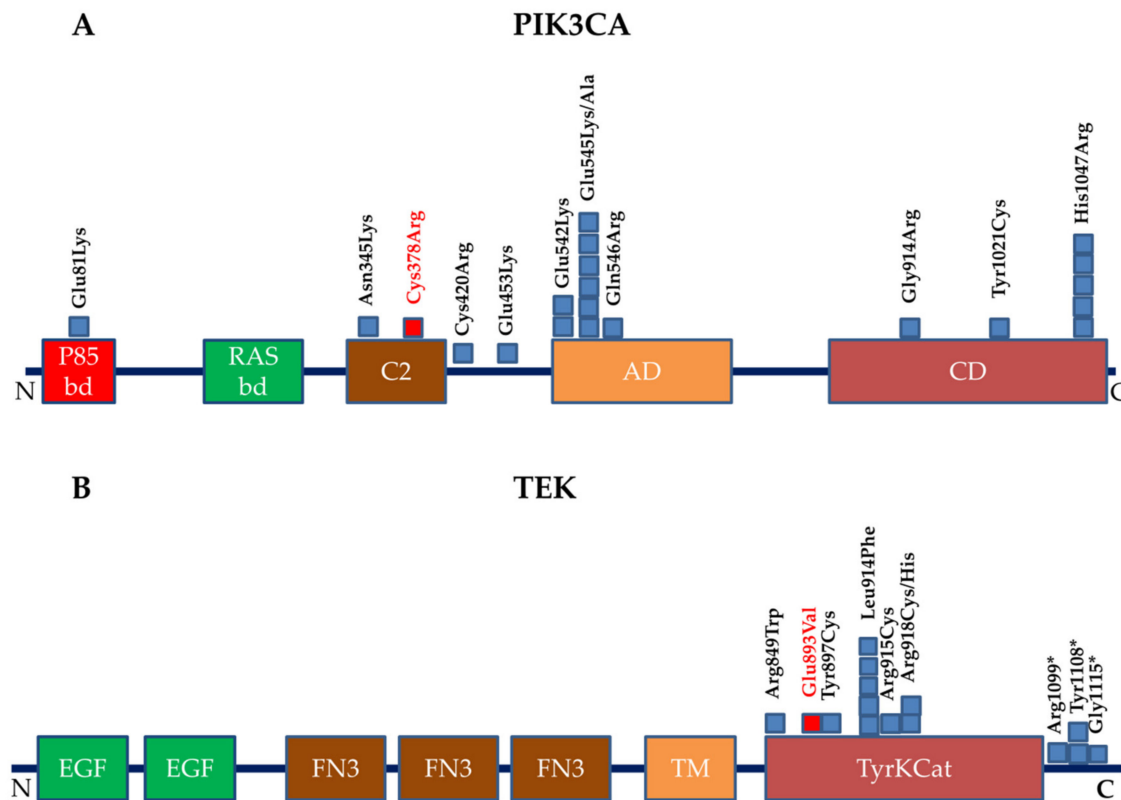 A
PIK3CA
Glu81Lys
Asn345Lys
Cys378Arg
Cys420Arg
Glu453Lys
Glu542Lys
Glu545Lys/Ala
Gln546Arg
Gly914Arg
Tyr1021Cys
His1047Arg
P85
bd
RAS
bd
C2
AD
CD
N
C
B
TEK
Arg849Trp
Glu893Val
Tyr897Cys
Leu914Phe
Arg915Cys
Arg918Cys/His
Arg1099*
Tyr1108*
Gly1115*
EGF
EGF
FN3
FN3
FN3
TM
TyrKCat
N
C